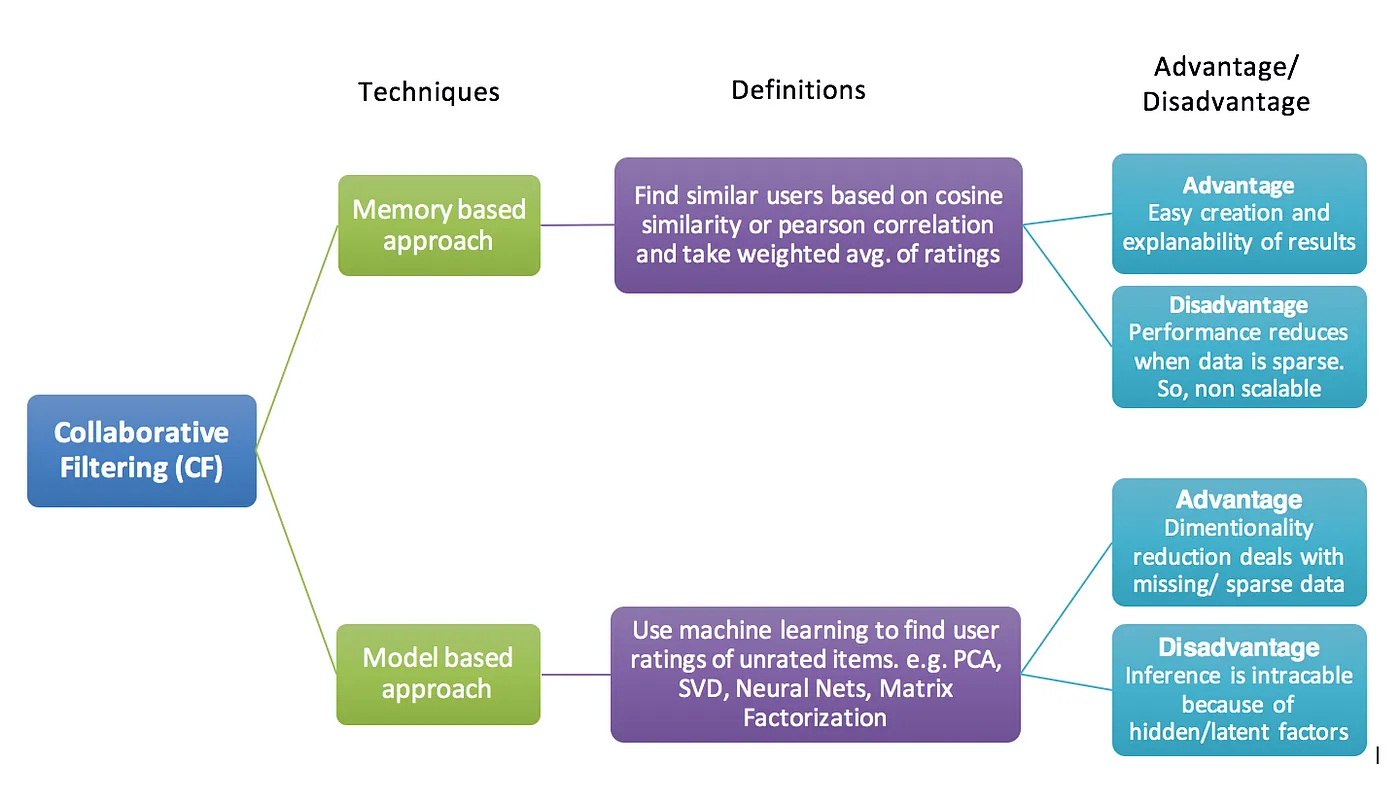 Techniques
Definitions
Advantage/
Disadvantage
Collaborative
Filtering (CF)
Memory based
approach
Find similar users based on cosine
similarity or pearson correlation
and take weighted avg. of ratings
Advantage
Easy creation and
explanability of results
Disadvantage
Performance reduces
when data is sparse.
So, non scalable
Model based
approach
Use machine learning to find user
ratings of unrated items. e.g. PCA,
SVD, Neural Nets, Matrix
Factorization
Advantage
Dimentionality
reduction deals with
missing/ sparse data
Disadvantage
Inference is intracable
because of
hidden/latent factors